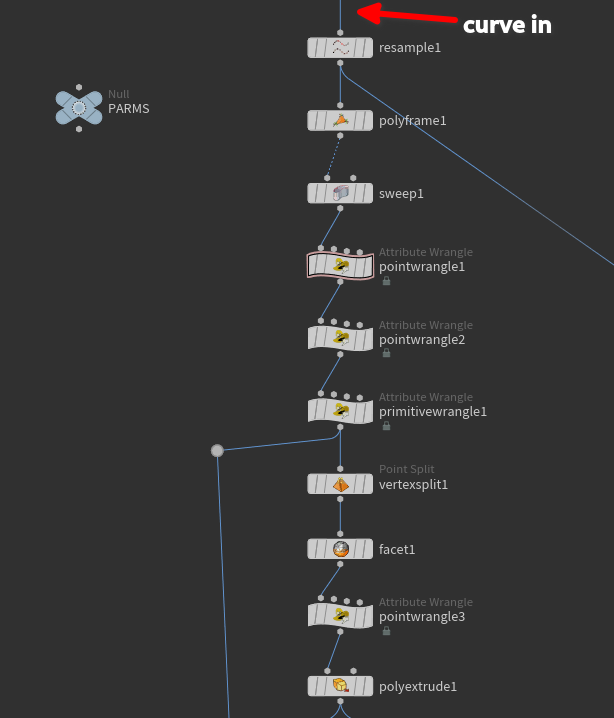 curve in
resample1
Null
PARMS
polyframe1
sweep1
Attribute Wrangle
pointwrangle1
Attribute Wrangle
pointwrangle2
Attribute Wrangle
primitivewrangle1
Point Split
vertexsplit1
facet1
Attribute Wrangle
pointwrangle3
polyextrude1